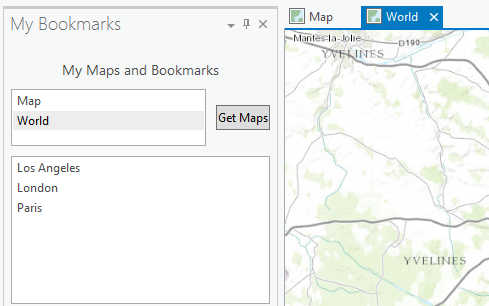 My Bookmarks
My Maps and Bookmarks
Map
World
Get Maps
Los Angeles
London
Paris
Map
World
Mantes-la-Jolie
D190
YVELINES
YVELINES